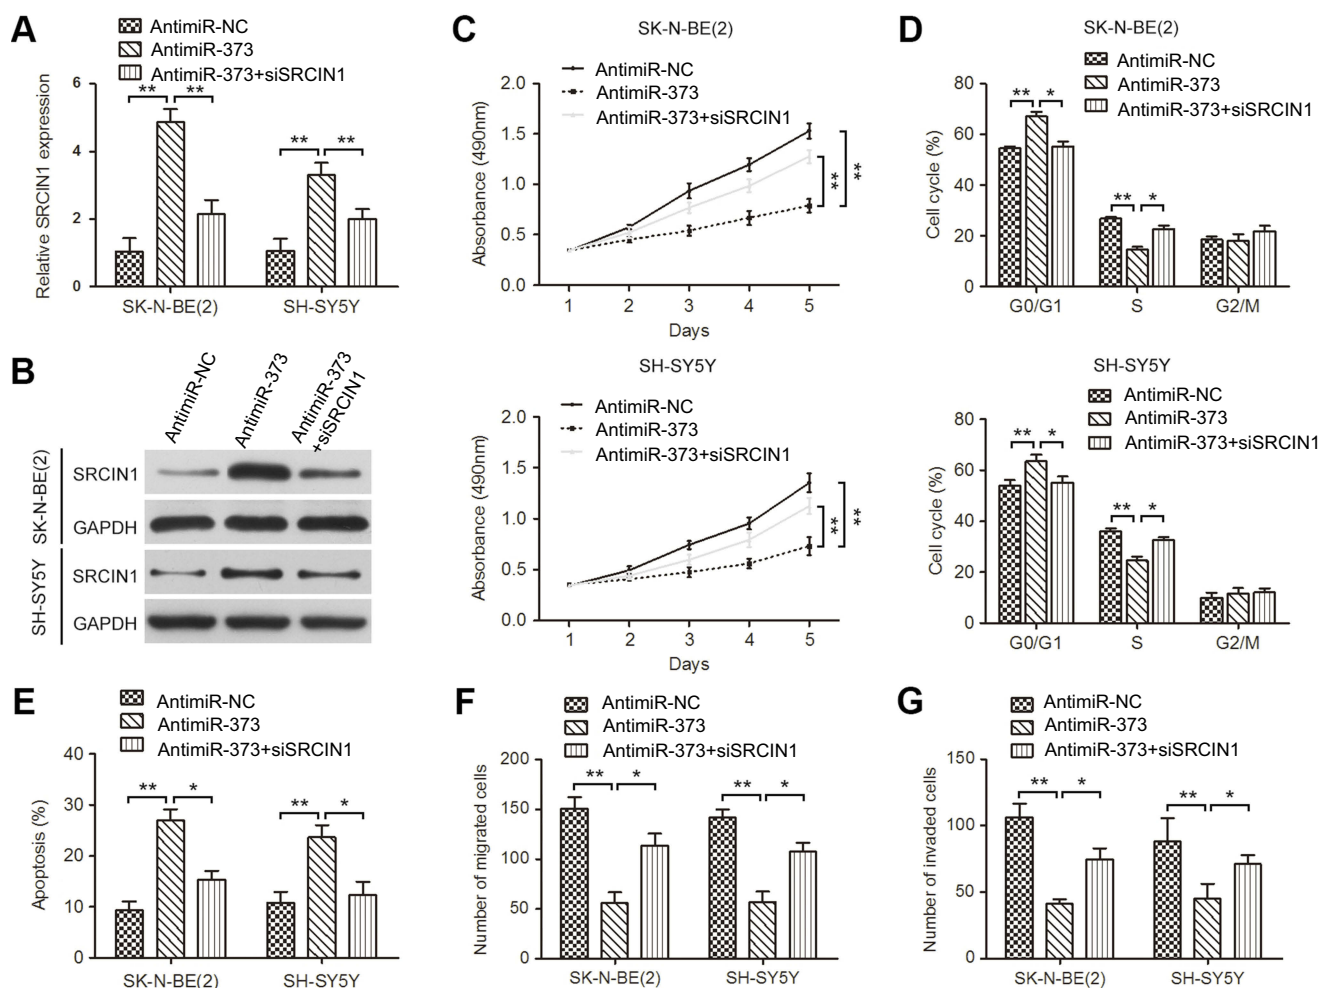 A
AntimiR-NC
AntimiR-373
AntimiR-373+siSRCIN1
Relative SRCIN1 expression
6
4
2
0
** **
** **
SK-N-BE(2)
SH-SY5Y
B
AntimiR-NC
AntimiR-373
AntimiR-373
+siSRCIN1
SK-N-BE(2)
SRCIN1
GAPDH
SH-SY5Y
SRCIN1
GAPDH
C
SK-N-BE(2)
AntimiR-NC
AntimiR-373
AntimiR-373+siSRCIN1
Absorbance (490nm)
2.0
1.5
1.0
0.5
0.0
**
**
1 2 3 4 5
Days
SH-SY5Y
AntimiR-NC
AntimiR-373
AntimiR-373+siSRCIN1
Absorbance (490nm)
2.0
1.5
1.0
0.5
0.0
**
**
1 2 3 4 5
Days
D
SK-N-BE(2)
AntimiR-NC
AntimiR-373
AntimiR-373+siSRCIN1
Cell cycle (%)
80
60
40
20
0
** *
** *
G0/G1 S G2/M
SH-SY5Y
AntimiR-NC
AntimiR-373
AntimiR-373+siSRCIN1
Cell cycle (%)
80
60
40
20
0
** *
** *
G0/G1 S G2/M
E
AntimiR-NC
AntimiR-373
AntimiR-373+siSRCIN1
Apoptosis (%)
40
30
20
10
0
** *
** *
SK-N-BE(2)
SH-SY5Y
F
AntimiR-NC
AntimiR-373
AntimiR-373+siSRCIN1
Number of migrated cells
200
150
100
50
0
** *
** *
SK-N-BE(2)
SH-SY5Y
G
AntimiR-NC
AntimiR-373
AntimiR-373+siSRCIN1
Number of invaded cells
150
100
50
0
** *
** *
SK-N-BE(2)
SH-SY5Y